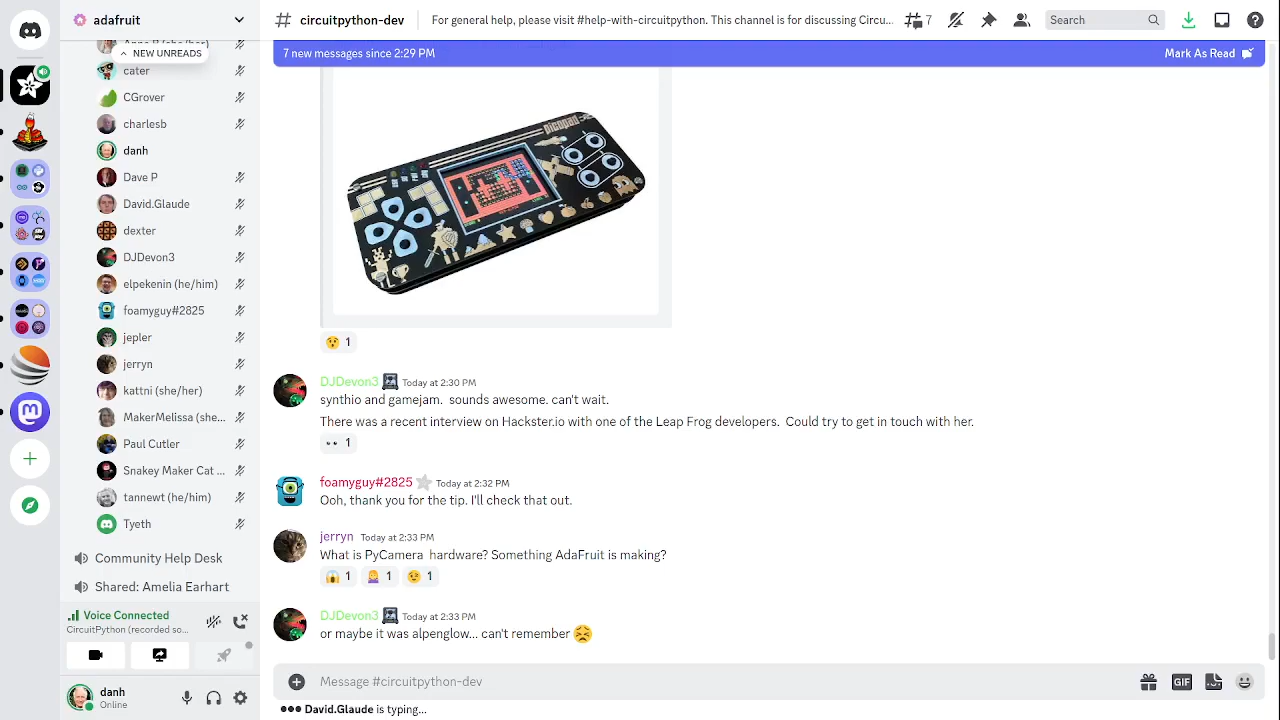 adafruit
# circuitpython-dev
For general help, please visit #help-with-circuitpython. This channel is for discussing Circu...
7
Search
NEW UNREADS
cater
CGrover
charlesb
danh
Dave P
David.Glaude
dexter
DJDevon3
elpekenin (he/him)
foamyguy#2825
jepler
jerryn
kattni (she/her)
MakerMelissa (she...
Paul Cutler
Snakey Maker Cat ...
tannewt (he/him)
Tyeth
Community Help Desk
Shared: Amelia Earhart
Voice Connected
CircuitPython (recorded so...
danh
Online
7 new messages since 2:29 PM
Mark As Read
PICOPAD
1
DJDevon3 Today at 2:30 PM
synthio and gamejam. sounds awesome. can't wait.
There was a recent interview on Hackster.io with one of the Leap Frog developers. Could try to get in touch with her.
1
foamyguy#2825 Today at 2:32 PM
Ooh, thank you for the tip. I'll check that out.
jerryn Today at 2:33 PM
What is PyCamera hardware? Something AdaFruit is making?
1 1 1
DJDevon3 Today at 2:33 PM
or maybe it was alpenglow... can't remember
Message #circuitpython-dev
GIF
David.Glaude is typing...